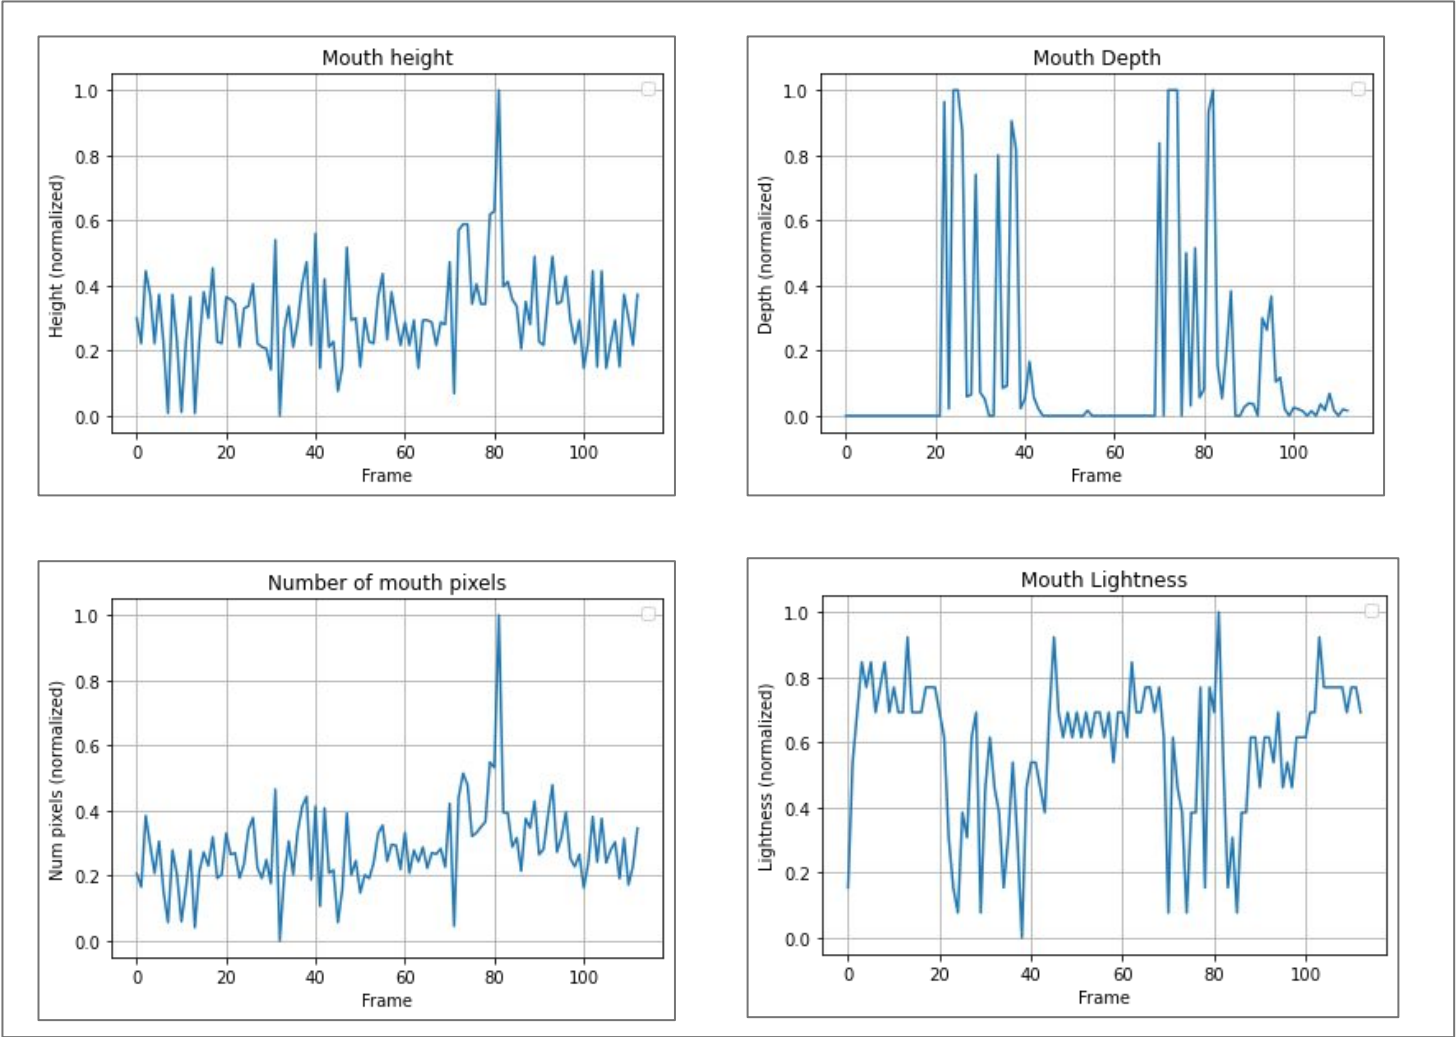 Mouth height
1.0
0.8
0.6
0.4
0.2
0.0
Height (normalized)
0 20 40 60 80 100
Frame
Mouth Depth
1.0
0.8
0.6
0.4
0.2
0.0
Depth (normalized)
0 20 40 60 80 100
Frame
Number of mouth pixels
1.0
0.8
0.6
0.4
0.2
0.0
Num pixels (normalized)
0 20 40 60 80 100
Frame
Mouth Lightness
1.0
0.8
0.6
0.4
0.2
0.0
Lightness (normalized)
0 20 40 60 80 100
Frame